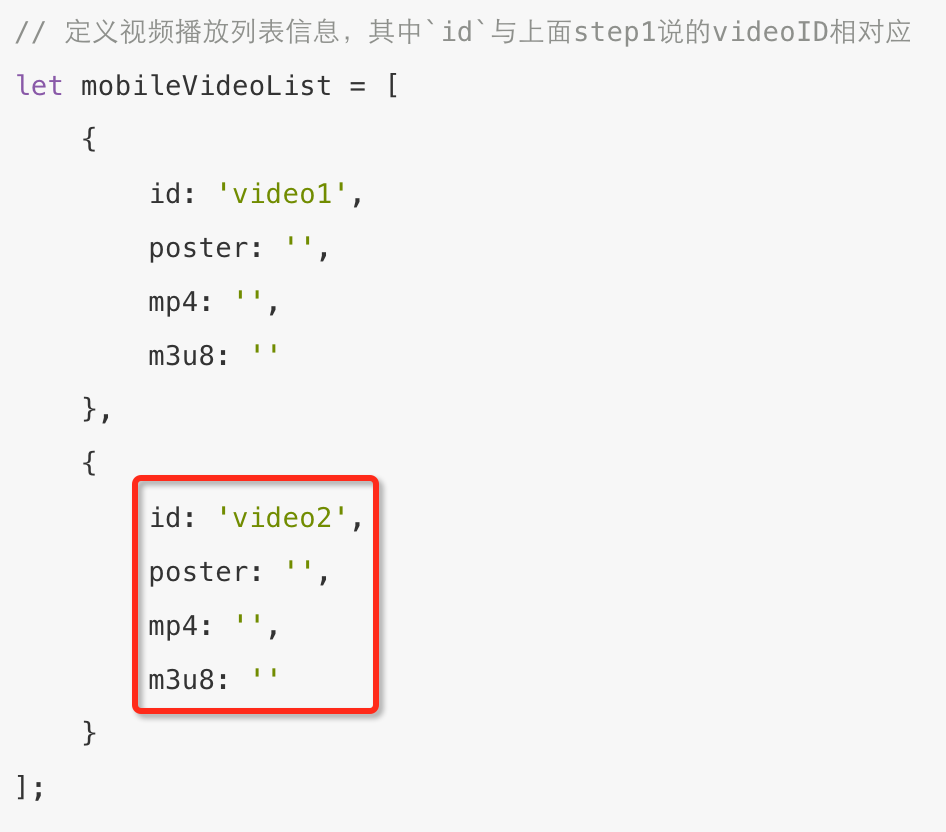 // 定义视频播放列表信息，其中`id`与上面step1说的videoID相对应
let mobileVideoList = [
    {
        id: 'video1',
        poster: '',
        mp4: '',
        m3u8: ''
    },
    {
        id: 'video2',
        poster: '',
        mp4: '',
        m3u8: ''
    }
];